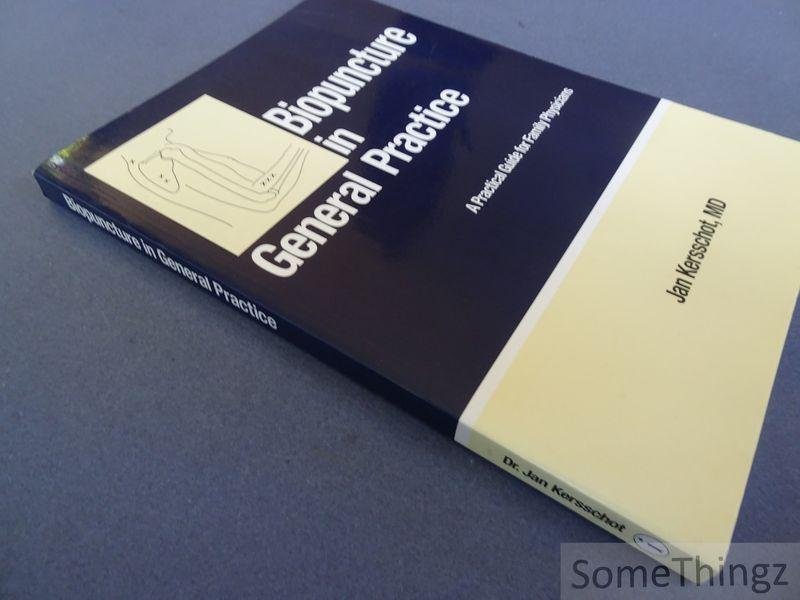 Biopuncture
in
General Practice
A Practical Guide for Family Physicians
x
x
x
xxx
Jan Kersschot, MD
Biopuncture in General Practice
Dr. Jan Kersschot
SomeThingz